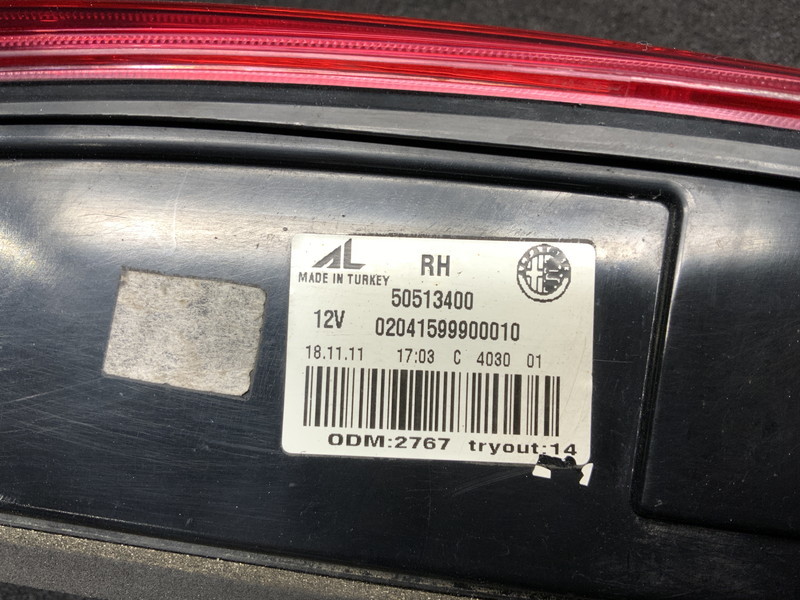 AL RH
MADE IN TURKEY
50513400
12V 02041599900010
18.11.11 17:03 C 4030 01
ODM:2767 tryout:14